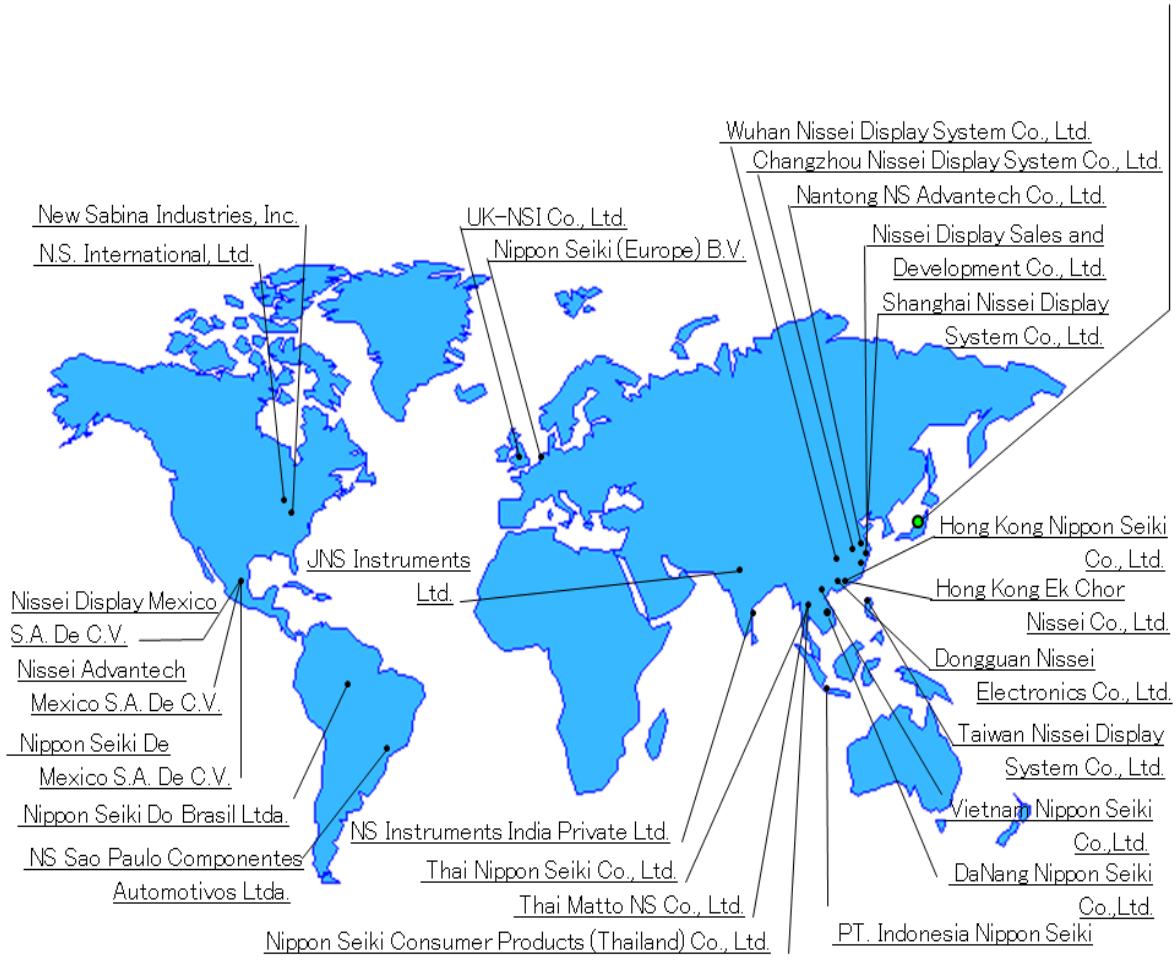 Wuhan Nissei Display System Co., Ltd.
Changzhou Nissei Display System Co., Ltd.
Nantong NS Advantech Co., Ltd.
Nissei Display Sales and
Development Co., Ltd.
Shanghai Nissei Display
System Co., Ltd.
New Sabina Industries, Inc.
N.S. International, Ltd.
UK-NSI Co., Ltd.
Nippon Seiki (Europe) B.V.
JNS Instruments
Ltd.
Hong Kong Nippon Seiki
Co., Ltd.
Hong Kong Ek Chor
Nissei Co., Ltd.
Dongguan Nissei
Electronics Co., Ltd.
Taiwan Nissei Display
System Co., Ltd.
Vietnam Nippon Seiki
Co.,Ltd.
DaNang Nippon Seiki
Co.,Ltd.
PT. Indonesia Nippon Seiki
Nissei Display Mexico
S.A. De C.V.
Nissei Advantech
Mexico S.A. De C.V.
Nippon Seiki De
Mexico S.A. De C.V.
Nippon Seiki Do Brasil Ltda.
NS Sao Paulo Componentes
Automotivos Ltda.
NS Instruments India Private Ltd.
Thai Nippon Seiki Co., Ltd.
Thai Matto NS Co., Ltd.
Nippon Seiki Consumer Products (Thailand) Co., Ltd.